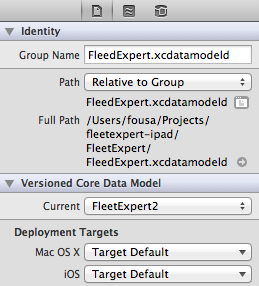 Identity
Group Name FleedExpert.xcdatamodeld
Path Relative to Group
FleedExpert.xcdatamodeld
Full Path /Users/fousa/Projects/
fleetexpert-ipad/
FleetExpert/
FleedExpert.xcdatamodeld
Versioned Core Data Model
Current FleetExpert2
Deployment Targets
Mac OS X Target Default
iOS Target Default